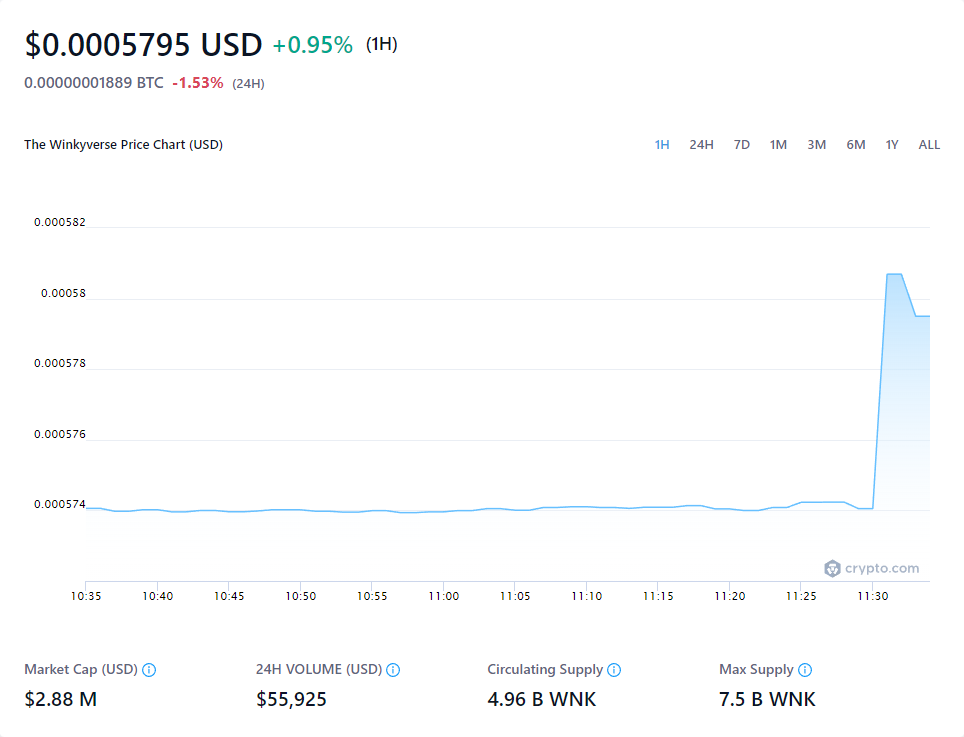 $0.0005795 USD +0.95% (1H)
0.00000001889 BTC -1.53% (24H)
The Winkyverse Price Chart (USD) 1H 24H 7D 1M 3M 6M 1Y ALL
0.000582
0.00058
0.000578
0.000576
0.000574
crypto.com
10:35 10:40 10:45 10:50 10:55 11:00 11:05 11:10 11:15 11:20 11:25 11:30
Market Cap (USD) 24H VOLUME (USD) Circulating Supply Max Supply
$2.88 M $55,925 4.96 B WNK 7.5 B WNK